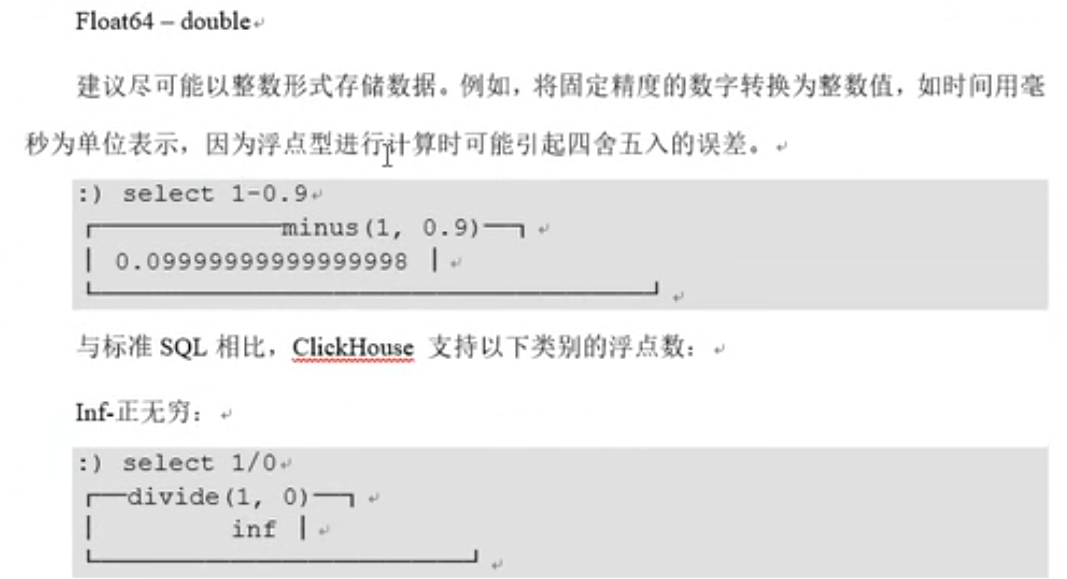 Float64 – double
建议尽可能以整数形式存储数据。例如，将固定精度的数字转换为整数值，如时间用毫
秒为单位表示，因为浮点型进行计算时可能引起四舍五入的误差。
:) select 1-0.9
┌──────minus(1, 0.9)─┐
│ 0.09999999999999998 │
└────────────────────┘
与标准 SQL 相比，ClickHouse 支持以下类别的浮点数：
Inf-正无穷：
:) select 1/0
┌─divide(1, 0)─┐
│ inf │
└──────────────┘